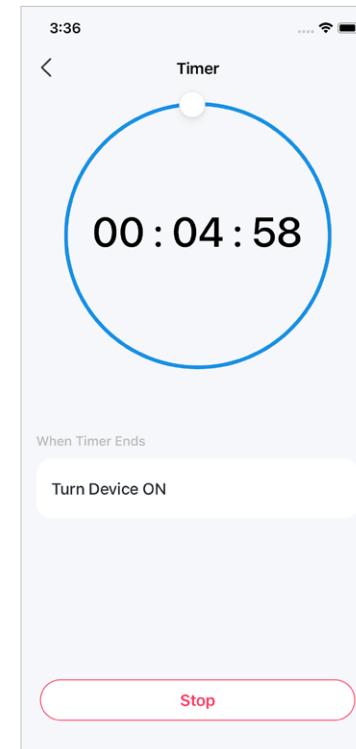 3:36
Timer
00 : 04 : 58
When Timer Ends
Turn Device ON
Stop